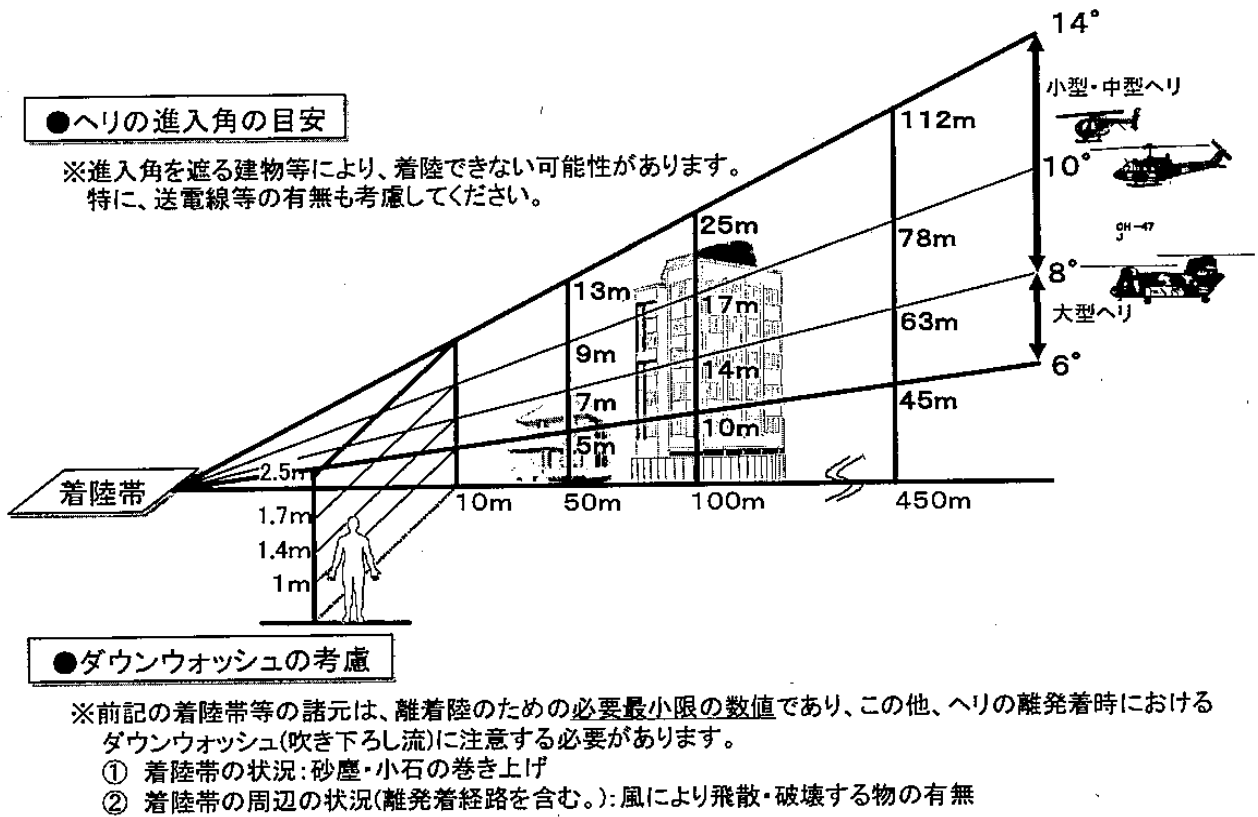 14°
●ヘリの進入角の目安
小型・中型ヘリ
112m
※進入角を遮る建物等により、着陸できない可能性があります。
特に、送電線等の有無も考慮してください。
10°
25m
78m
CH-47
J
8°
13m
17m
63m
大型ヘリ
9m
14m
6°
7m
45m
10m
5m
2.5m
着陸帯
10m
50m
100m
450m
1.7m
1.4m
1m
●ダウンウォッシュの考慮
※前記の着陸帯等の諸元は、離着陸のための必要最小限の数値であり、この他、ヘリの離発着時における
ダウンウォッシュ(吹き下ろし流)に注意する必要があります。
① 着陸帯の状況:砂塵・小石の巻き上げ
② 着陸帯の周辺の状況(離発着経路を含む。):風により飛散・破壊する物の有無